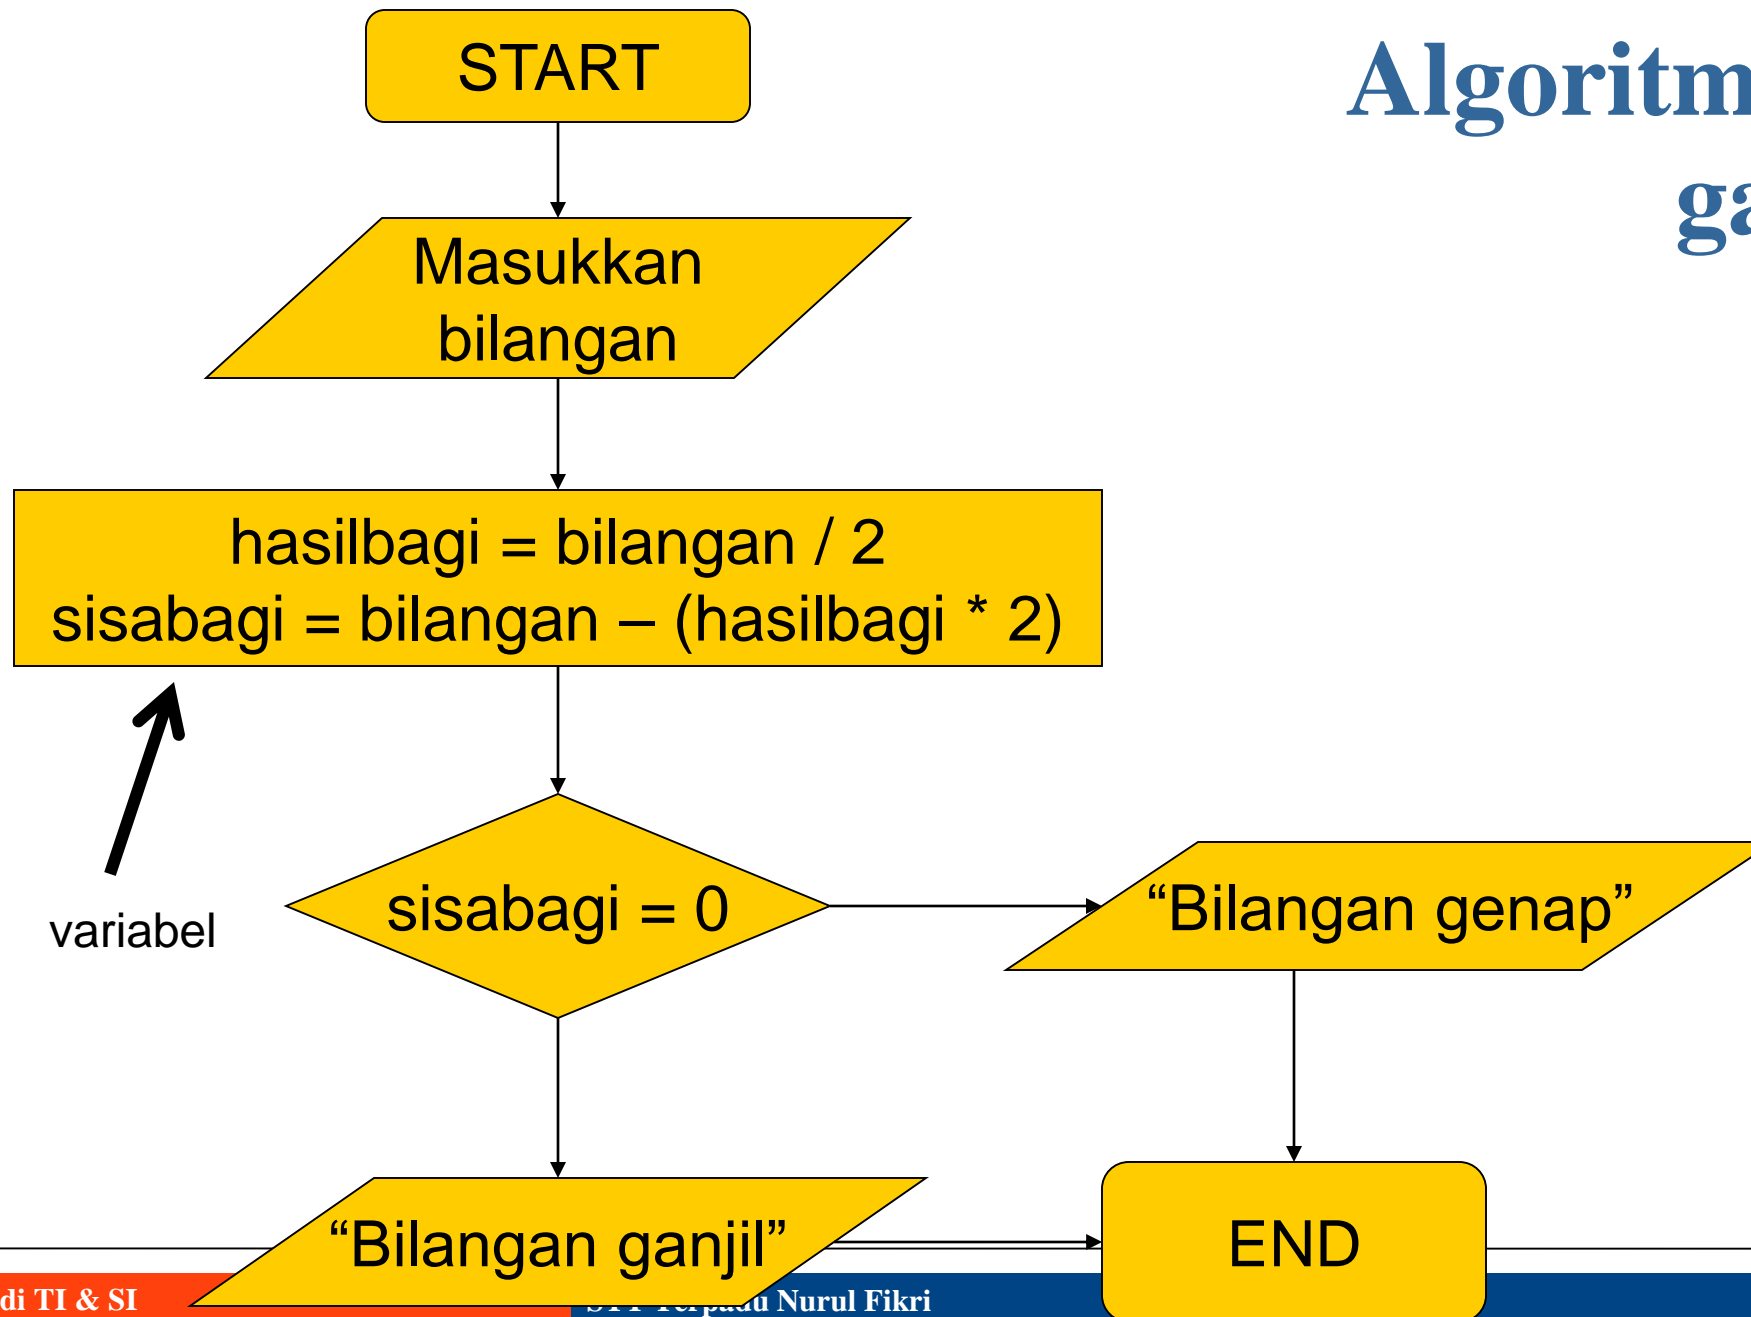 START
Algoritm
ga
Masukkan
bilangan
hasilbagi = bilangan / 2
sisabagi = bilangan – (hasilbagi * 2)
variabel
sisabagi = 0
“Bilangan genap”
“Bilangan ganjil”
END
di TI & SI
Nurul Fikri